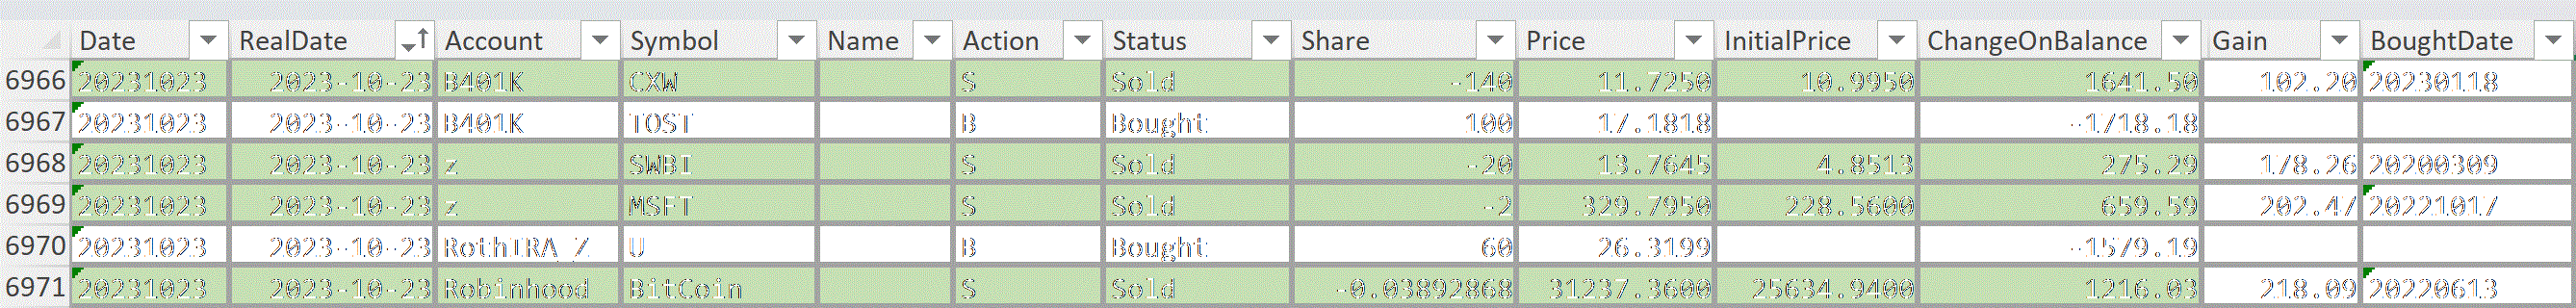 Date RealDate Account Symbol Name Action Status Share Price InitialPrice ChangeOnBalance Gain BoughtDate
6966 20231023 2023-10-23 B401K CXW S Sold -140 11.7250 10.9950 1641.50 102.20 20230118
6967 20231023 2023-10-23 B401K TOST B Bought 100 17.1818 -1718.18
6968 20231023 2023-10-23 z SWBI S Sold -20 13.7645 4.8513 275.29 178.26 20200309
6969 20231023 2023-10-23 z MSFT S Sold -2 329.7950 228.5600 659.59 202.47 20221017
6970 20231023 2023-10-23 RothIRA_Z U B Bought 60 26.3199 -1579.19
6971 20231023 2023-10-23 Robinhood BitCoin S Sold -0.03892868 31237.3600 25634.9400 1216.03 218.09 20220613